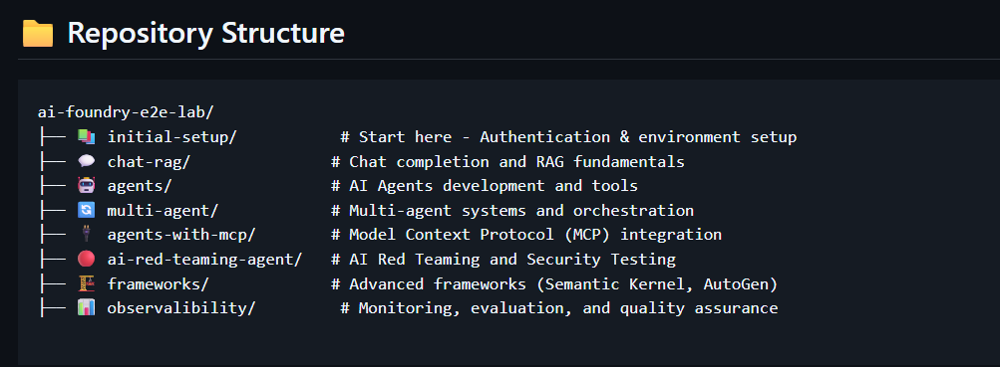 📁 Repository Structure
ai-foundry-e2e-lab/
├── 📚 initial-setup/ # Start here - Authentication & environment setup
├── 💬 chat-rag/ # Chat completion and RAG fundamentals
├── 🤖 agents/ # AI Agents development and tools
├── 🔄 multi-agent/ # Multi-agent systems and orchestration
├── 🔌 agents-with-mcp/ # Model Context Protocol (MCP) integration
├── 🔴 ai-red-teaming-agent/ # AI Red Teaming and Security Testing
├── 🏗️ frameworks/ # Advanced frameworks (Semantic Kernel, AutoGen)
├── 📊 observalibility/ # Monitoring, evaluation, and quality assurance